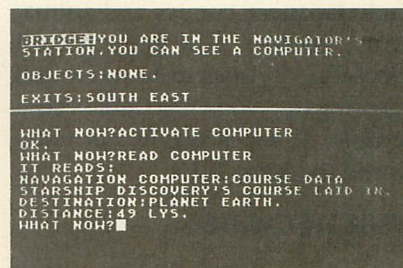 BRIDGE:YOU ARE IN THE NAVIGATOR'S
STATION.YOU CAN SEE A COMPUTER.
OBJECTS:NONE.
EXITS:SOUTH EAST
WHAT NOW?ACTIVATE COMPUTER
OK.
WHAT NOW?READ COMPUTER
IT READS:
NAVAGATION COMPUTER:COURSE DATA
STARSHIP DISCOVERY'S COURSE LAID IN.
DESTINATION:PLANET EARTH.
DISTANCE:49 LYS.
WHAT NOW?